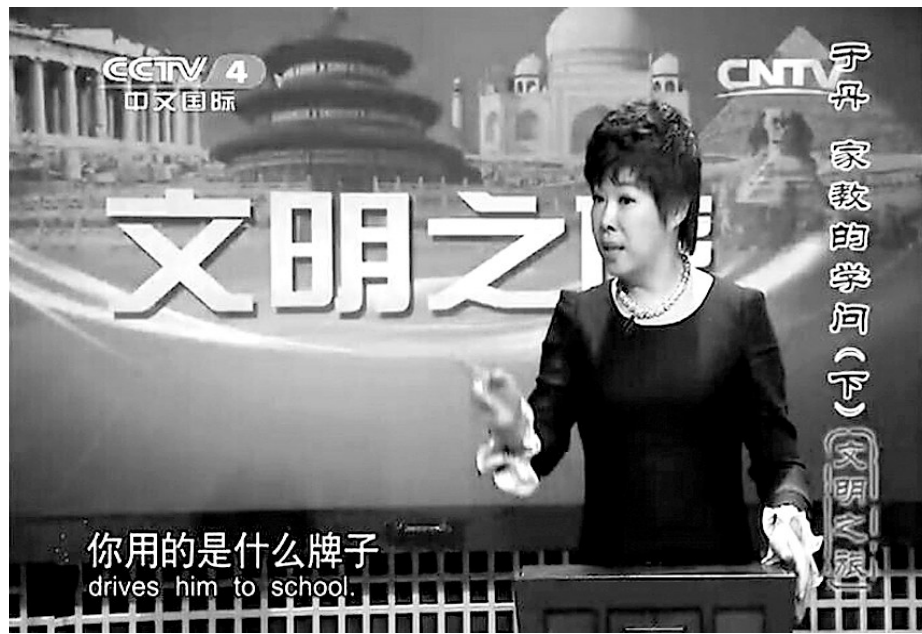 CCTV 4
中文国际
CNTV
文明之
于丹 家教的学问（下）
文明之旅
你用的是什么牌子
drives him to school.